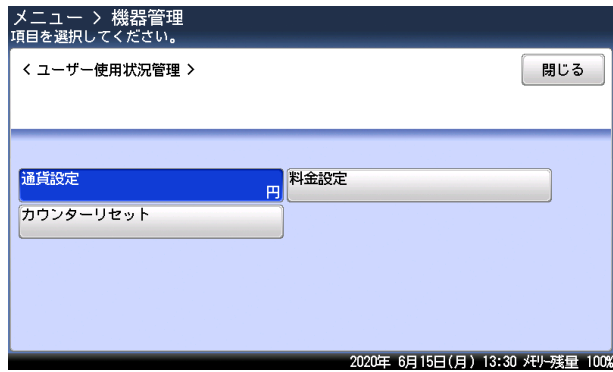 メニュー > 機器管理
項目を選択してください。
< ユーザー使用状況管理 >
閉じる
通貨設定
円
料金設定
カウンターリセット
2020年 6月15日(月) 13:30 ﾒﾓﾘｰ残量 100%